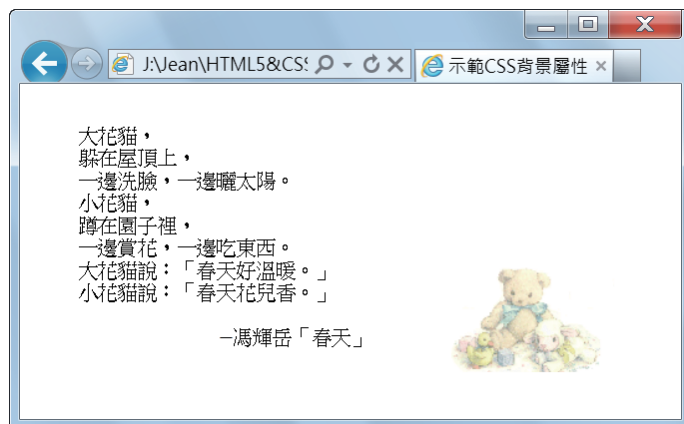 J:\Jean\HTML5&CSS
示範CSS背景屬性
大花貓，
躲在屋頂上，
一邊洗臉，一邊曬太陽。
小花貓，
蹲在園子裡，
一邊賞花，一邊吃東西。
大花貓說：「春天好溫暖。」
小花貓說：「春天花兒香。」
—馮輝岳「春天」